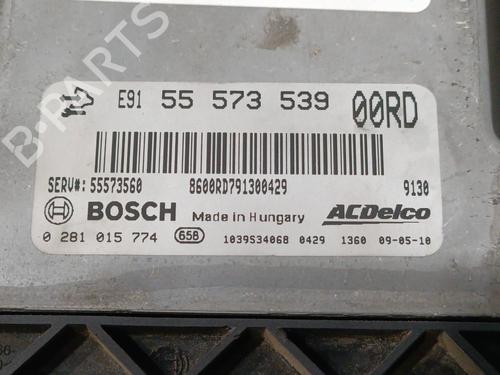 B-PARTS
E91 55 573 539 00RD
SERV#: 55573560 8600RD791300429 9130
BOSCH Made in Hungary ACDelco
0 281 015 774 658 1039S34068 0429 1360 09-05-10